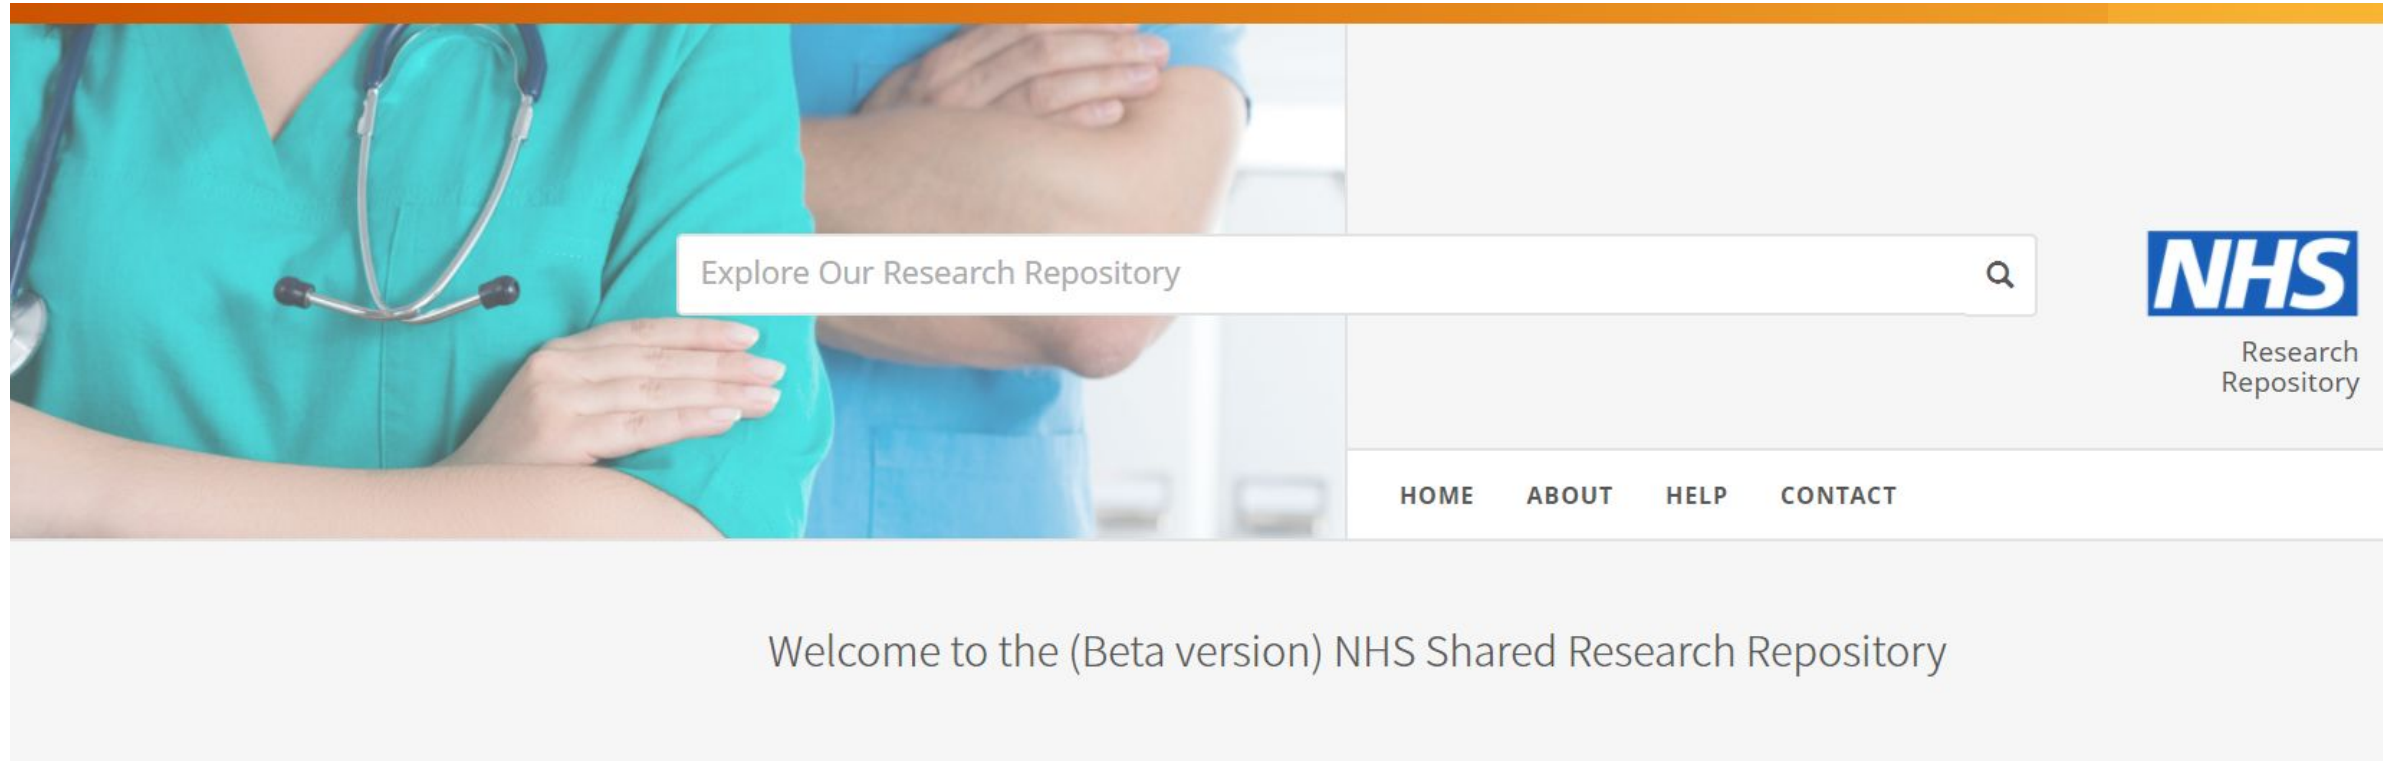 Explore Our Research Repository
NHS
Research
Repository
HOME ABOUT HELP CONTACT
Welcome to the (Beta version) NHS Shared Research Repository